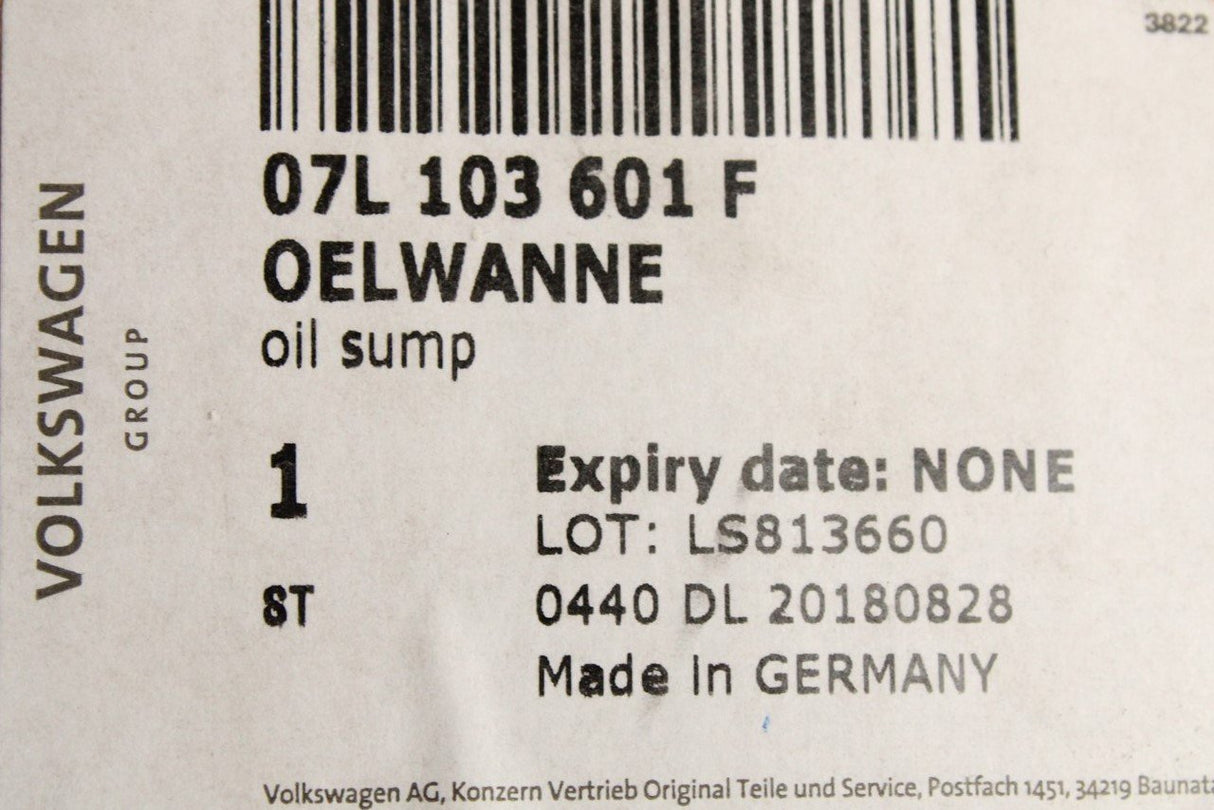 3822
07L 103 601 F
OELWANNE
oil sump
VOLKSWAGEN
GROUP
1
Expiry date: NONE
LOT: LS813660
ST
0440 DL 20180828
Made in GERMANY
Volkswagen AG, Konzern Vertrieb Original Teile und Service, Postfach 1451, 34219